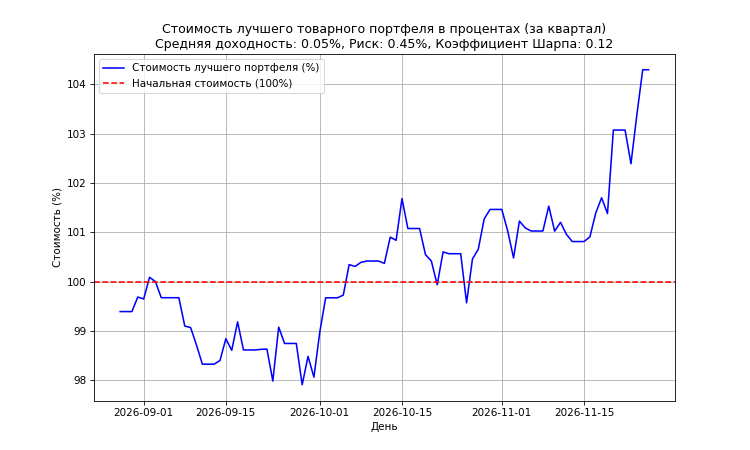 Стоимость лучшего товарного портфеля в процентах (за квартал)
Средняя доходность: 0.05%, Риск: 0.45%, Коэффициент Шарпа: 0.12
Стоимость лучшего портфеля (%)
Начальная стоимость (100%)
Стоимость (%)
104
103
102
101
100
99
98
2026-09-01
2026-09-15
2026-10-01
2026-10-15
2026-11-01
2026-11-15
День